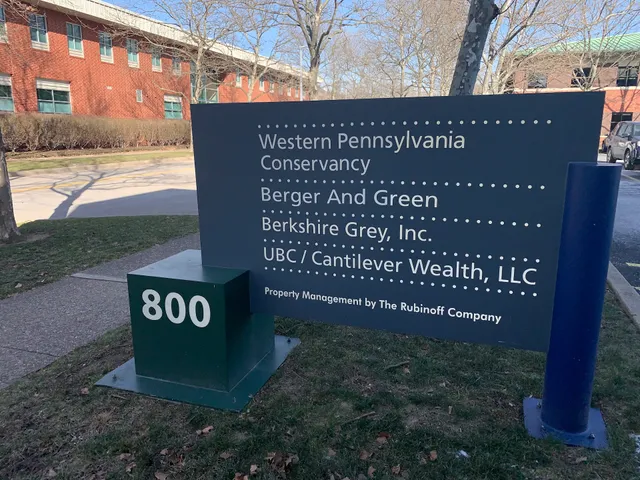 Western Pennsylvania
Conservancy
Berger And Green
Berkshire Grey, Inc.
UBC / Cantilever Wealth, LLC
Property Management by The Rubinoff Company
800